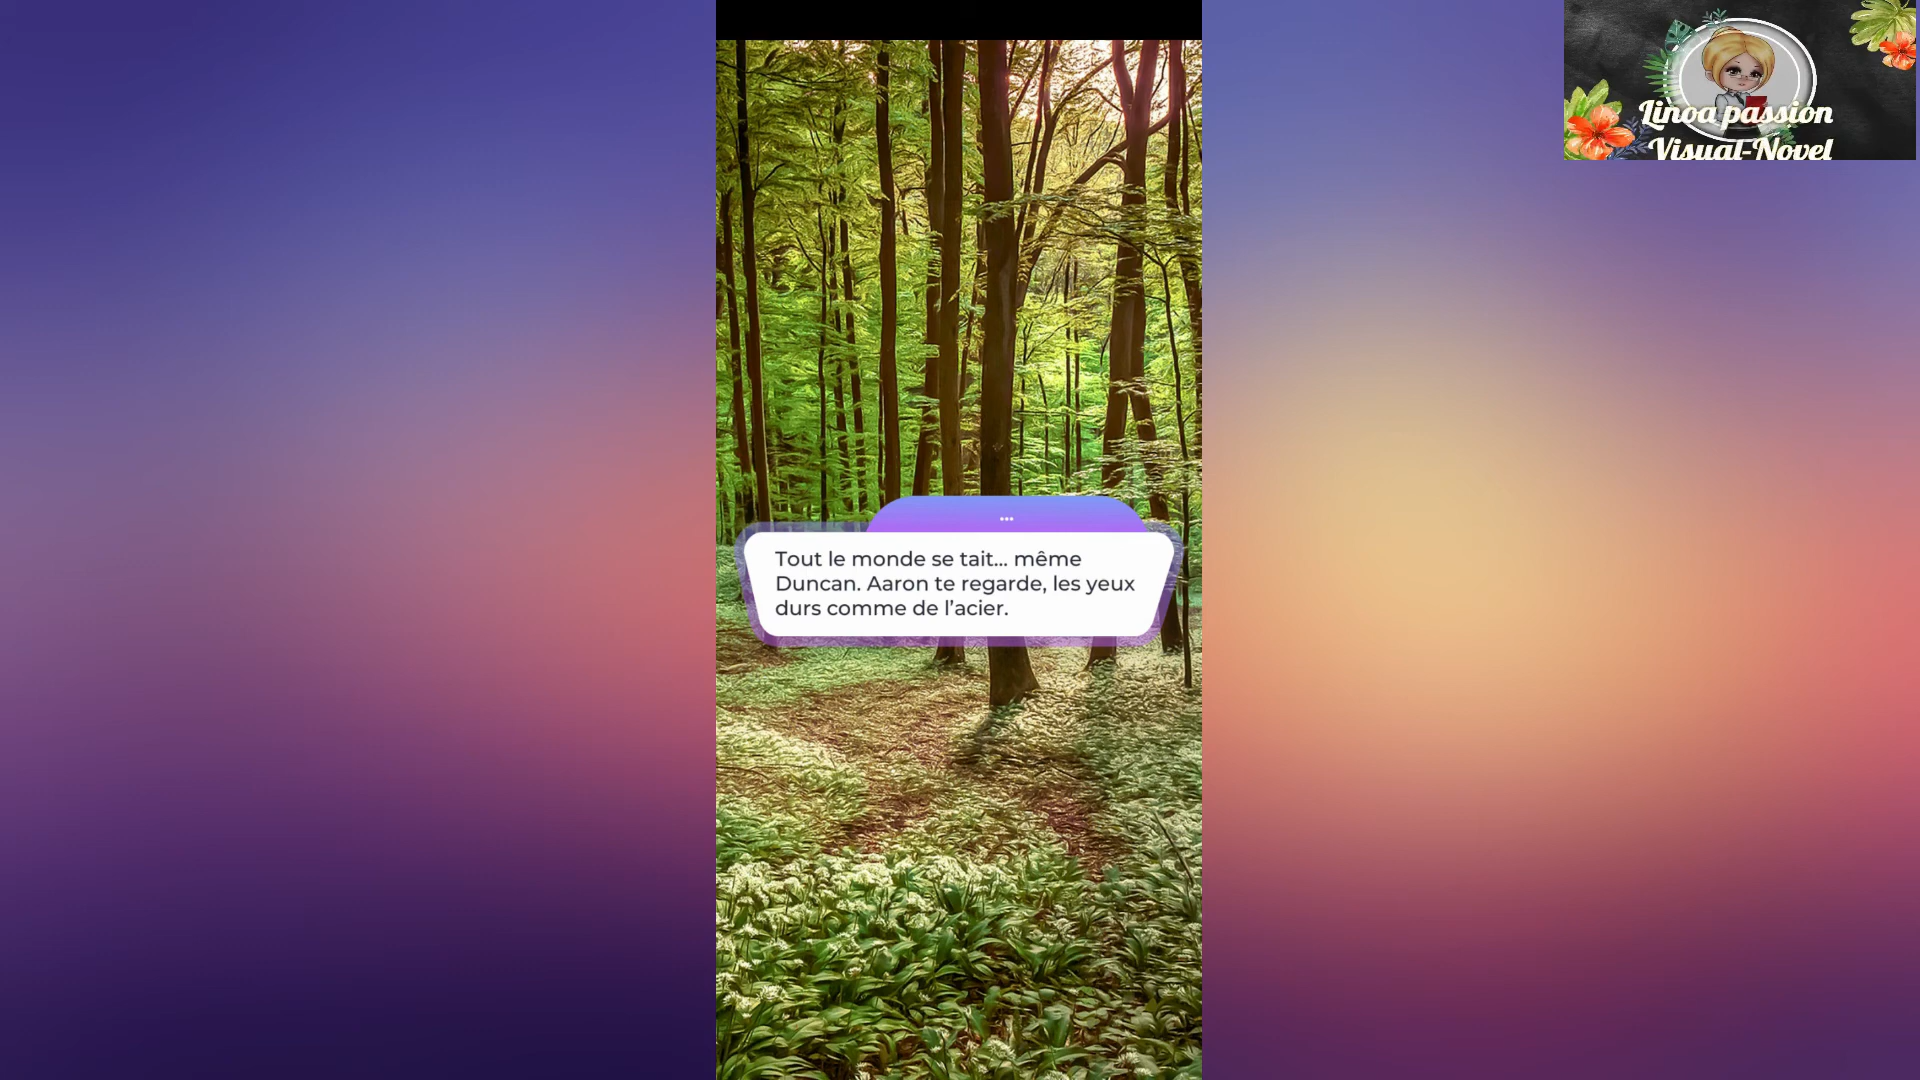 Linoa passion
Visual-Novel
...
Tout le monde se tait... même
Duncan. Aaron te regarde, les yeux
durs comme de l’acier.